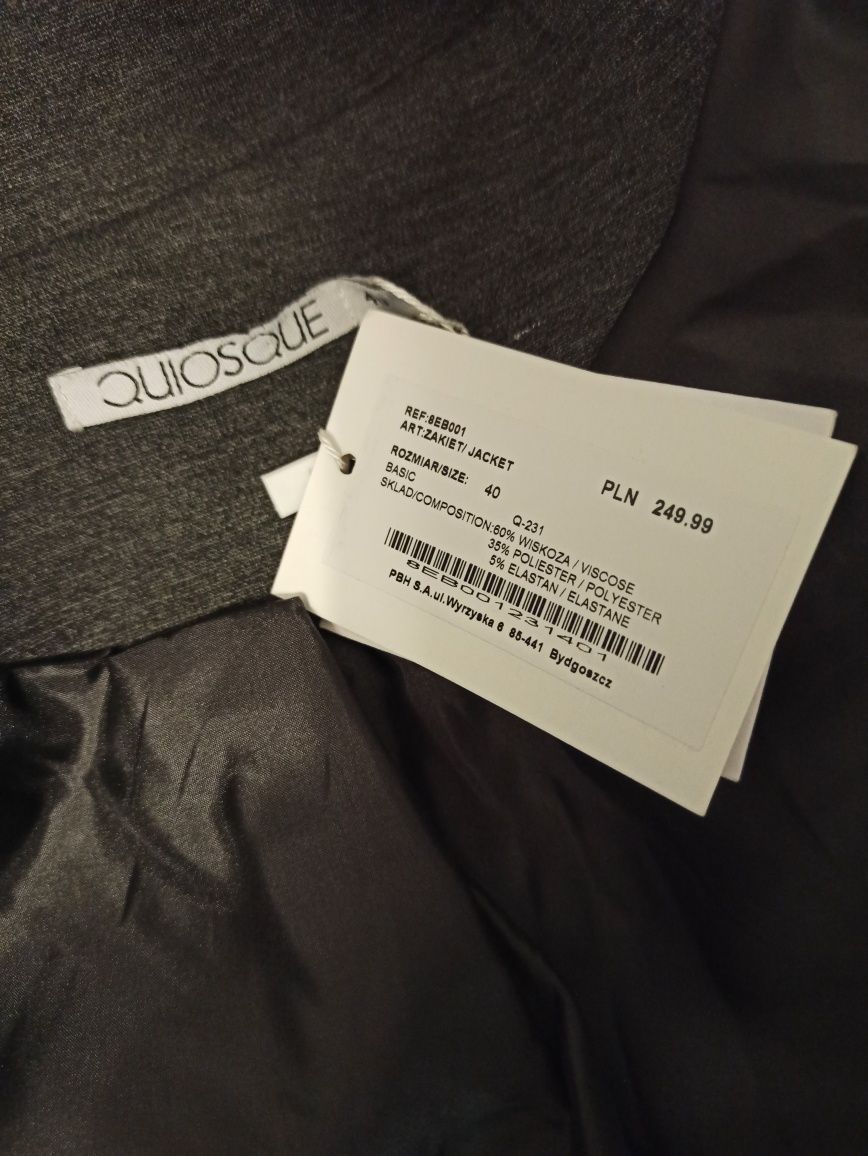 QUIOSQUE
REF:8EB001
ART:ZAKIET/ JACKET
ROZMIAR/SIZE: 40
PLN 249.99
BASIC
Q-231
SKLAD/COMPOSITION:60% WISKOZA / VISCOSE
35% POLIESTER / POLYESTER
5% ELASTAN / ELASTANE
8EB001231401
PBH S.A.ul.Wyrzyska 6 85-441 Bydgoszcz